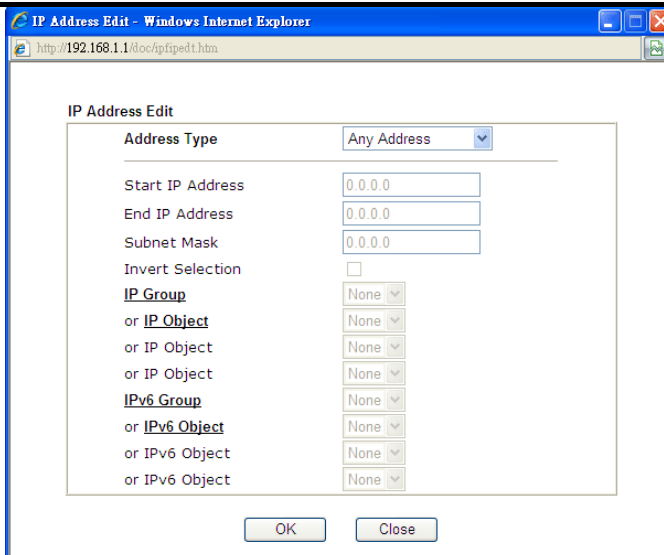 IP Address Edit - Windows Internet Explorer
http://192.168.1.1/doc/ipfipedt.htm
IP Address Edit
Address Type Any Address
Start IP Address 0.0.0.0
End IP Address 0.0.0.0
Subnet Mask 0.0.0.0
Invert Selection
IP Group None
or IP Object None
or IP Object None
or IP Object None
IPv6 Group None
or IPv6 Object None
or IPv6 Object None
or IPv6 Object None
OK Close